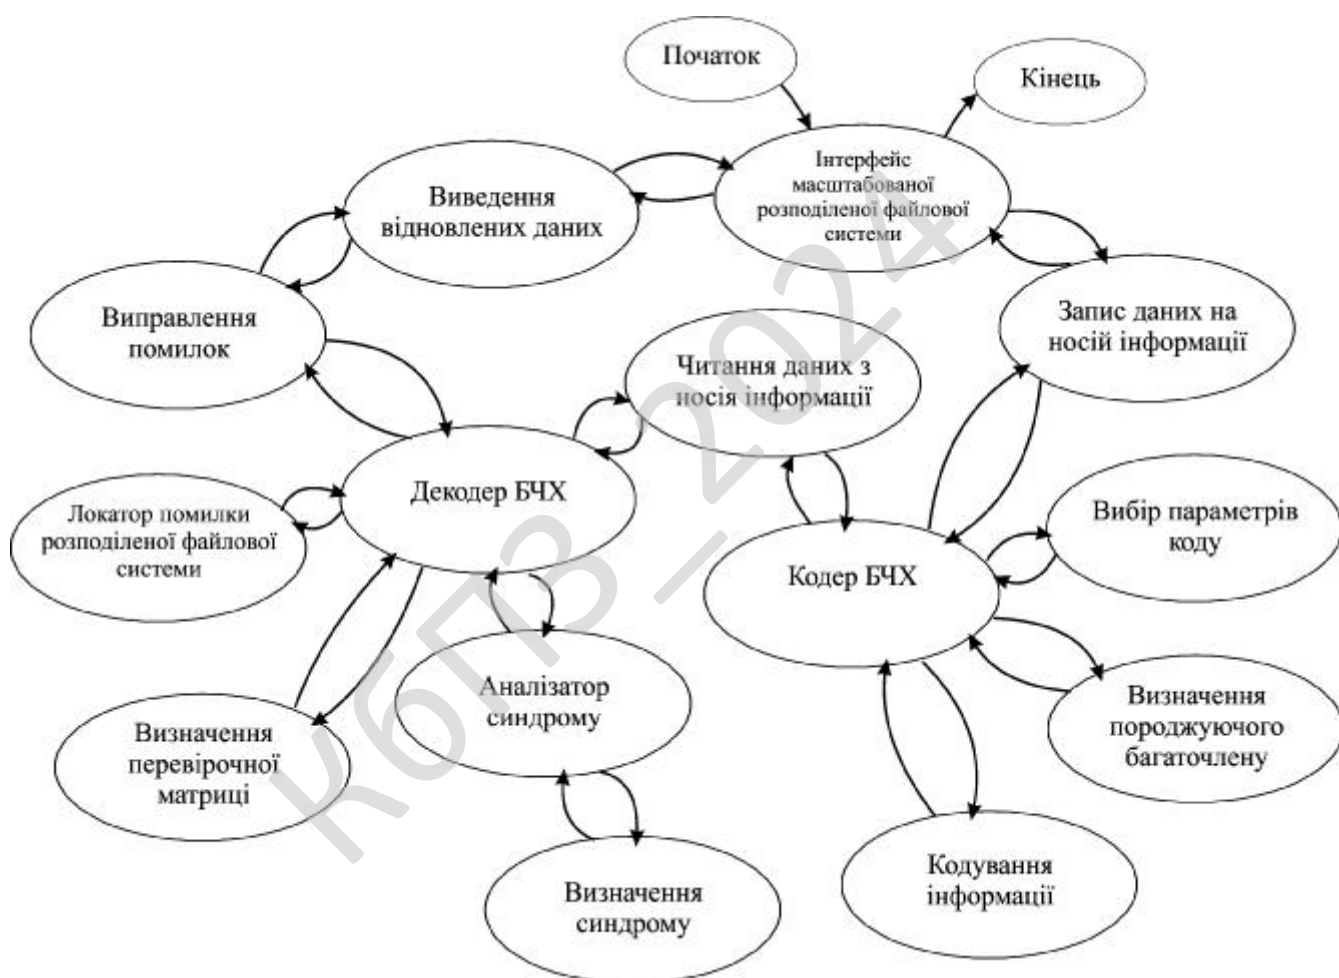 Початок
Кінець
Інтерфейс
масштабованої
розподіленої файлової
системи
Виведення
відновлених даних
Виправлення
помилок
Запис даних на
носій інформації
Читання даних з
носія інформації
Декодер БЧХ
Локатор помилки
розподіленої файлової
системи
Вибір параметрів
коду
Кодер БЧХ
Аналізатор
синдрому
Визначення
породжуючого
багаточлену
Визначення
перевірочної
матриці
Кодування
інформації
Визначення
синдрому
КбПЗ_2024